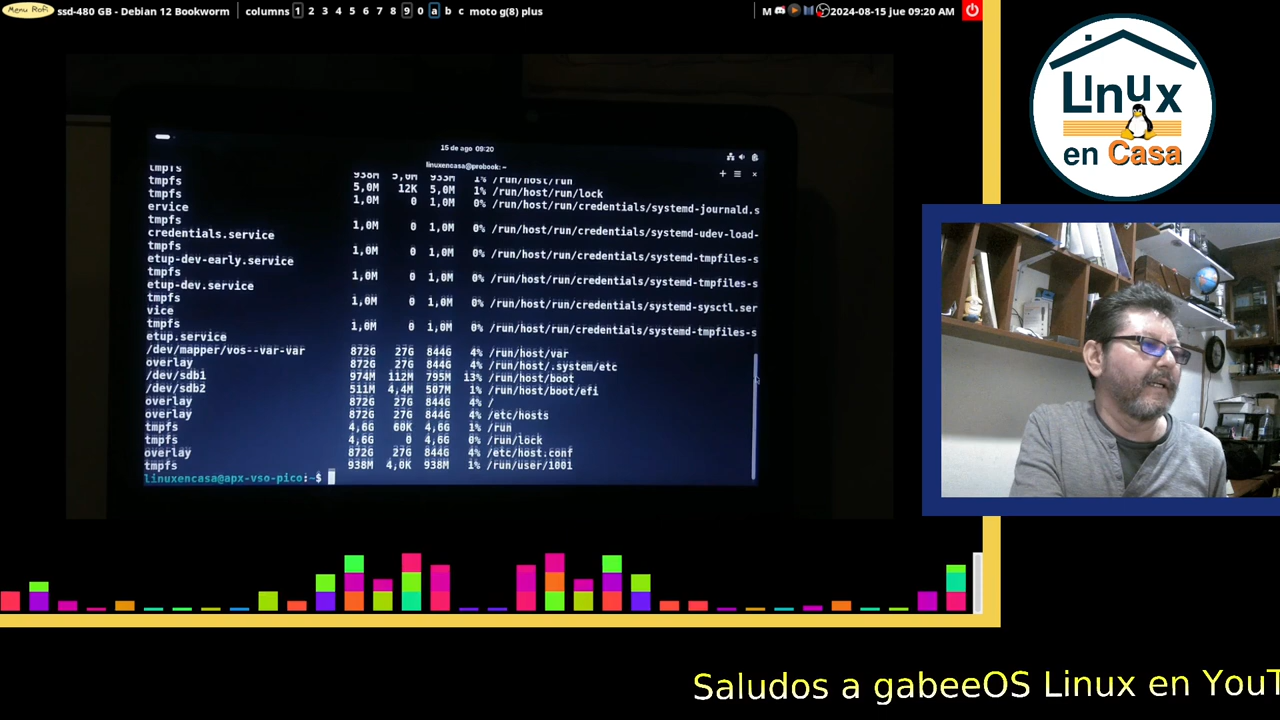 Menu Rofi ssd-480 GB - Debian 12 Bookworm columns 1 2 3 4 5 6 7 8 9 0 a b c moto g(8) plus M 2024-08-15 jue 09:20 AM
Linux
en Casa
15 de ago 09:20
linuxencasa@probook: ~
tmpfs
tmpfs 938M 5,0M 933M 1% /run/host/run
tmpfs 5,0M 12K 5,0M 1% /run/host/run/lock
ervice 1,0M 0 1,0M 0% /run/host/run/credentials/systemd-journald.s
tmpfs
credentials.service 1,0M 0 1,0M 0% /run/host/run/credentials/systemd-udev-load-
tmpfs
etup-dev-early.service 1,0M 0 1,0M 0% /run/host/run/credentials/systemd-tmpfiles-s
tmpfs
etup-dev.service 1,0M 0 1,0M 0% /run/host/run/credentials/systemd-tmpfiles-s
tmpfs
vice 1,0M 0 1,0M 0% /run/host/run/credentials/systemd-sysctl.ser
tmpfs
etup.service 1,0M 0 1,0M 0% /run/host/run/credentials/systemd-tmpfiles-s
/dev/mapper/vos--var-var 872G 27G 844G 4% /run/host/var
overlay 872G 27G 844G 4% /run/host/.system/etc
/dev/sdb1 974M 112M 795M 13% /run/host/boot
/dev/sdb2 511M 4,4M 507M 1% /run/host/boot/efi
overlay 872G 27G 844G 4% /
overlay 872G 27G 844G 4% /etc/hosts
tmpfs 4,6G 60K 4,6G 1% /run
tmpfs 4,6G 0 4,6G 0% /run/lock
overlay 872G 27G 844G 4% /etc/host.conf
tmpfs 938M 4,0K 938M 1% /run/user/1001
linuxencasa@apx-vso-pico:~$
Saludos a gabeeOS Linux en YouT